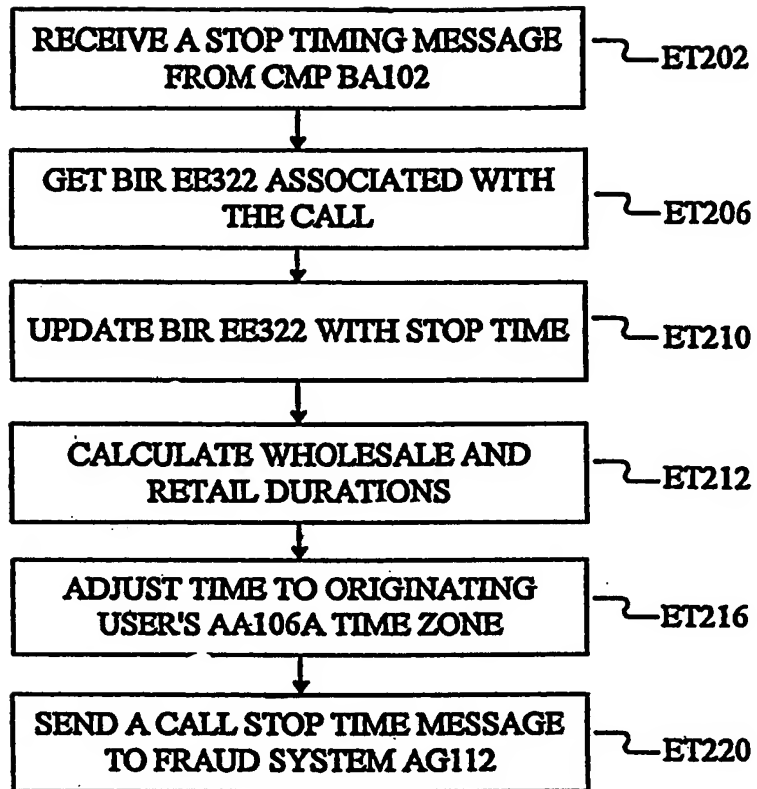 RECEIVE A STOP TIMING MESSAGE
FROM CMP BA102
ET202
GET BIR EE322 ASSOCIATED WITH
THE CALL
ET206
UPDATE BIR EE322 WITH STOP TIME
ET210
CALCULATE WHOLESALE AND
RETAIL DURATIONS
ET212
ADJUST TIME TO ORIGINATING
USER'S AA106A TIME ZONE
ET216
SEND A CALL STOP TIME MESSAGE
TO FRAUD SYSTEM AG112
ET220